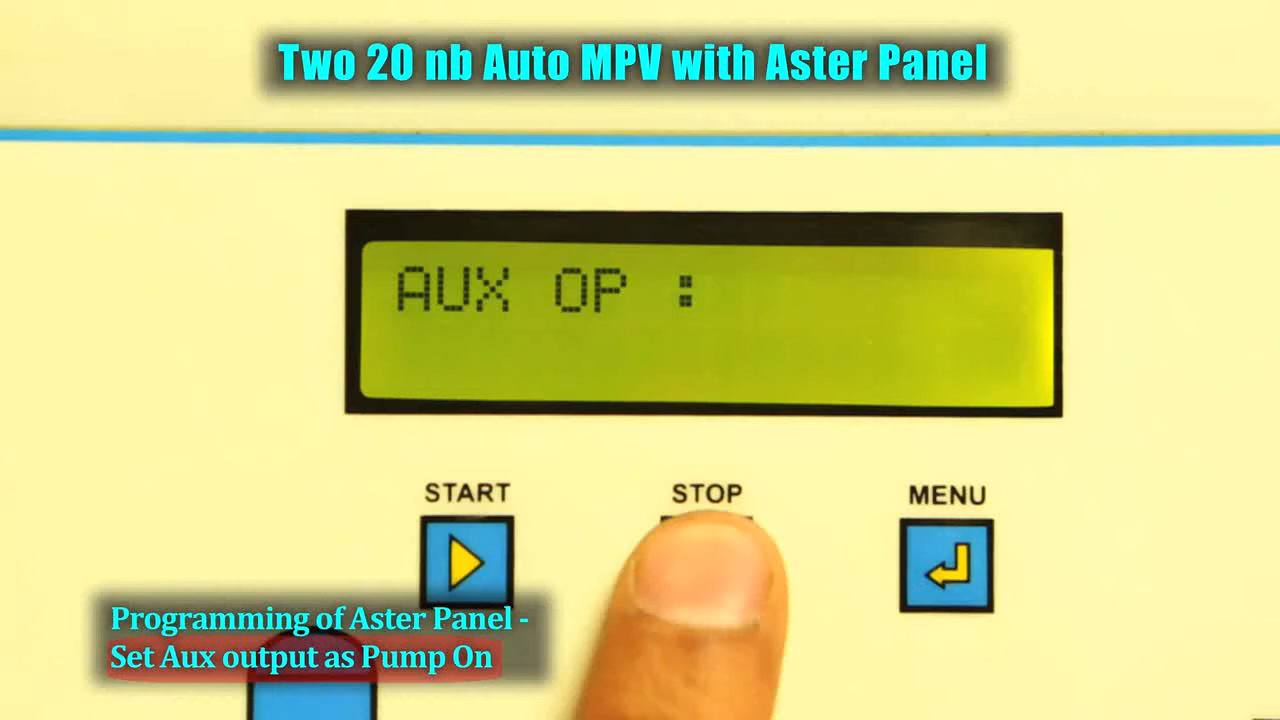 Two 20 nb Auto MPV with Aster Panel
AUX OP :
START
STOP
MENU
Programming of Aster Panel -
Set Aux output as Pump On